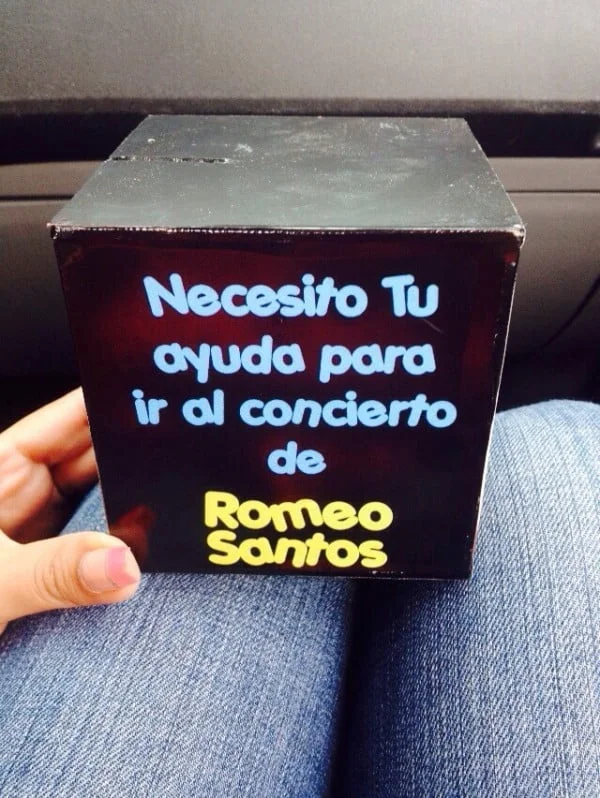 Necesito Tu
ayuda para
ir al concierto
de
Romeo
Santos